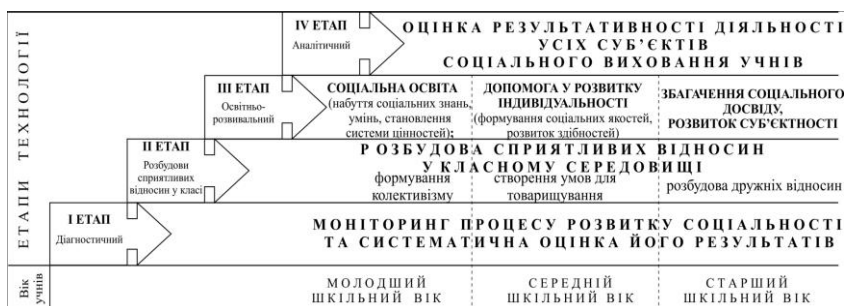 ЕТАПИ ТЕХНОЛОГІЇ
IV ЕТАП
Аналітичний
ОЦІНКА РЕЗУЛЬТАТИВНОСТІ ДІЯЛЬНОСТІ
УСІХ СУБ’ЄКТІВ
СОЦІАЛЬНОГО ВИХОВАННЯ УЧНІВ
III ЕТАП
Освітньо-
розвивальний
СОЦІАЛЬНА ОСВІТА
(набуття соціальних знань,
умінь, становлення
системи цінностей);
ДОПОМОГА У РОЗВИТКУ
ІНДИВІДУАЛЬНОСТІ
(формування соціальних якостей,
розвиток здібностей)
ЗБАГАЧЕННЯ СОЦІАЛЬНОГО
ДОСВІДУ,
РОЗВИТОК СУБ’ЄКТНОСТІ
II ЕТАП
Розбудови
сприятливих
відносин у класі
РОЗБУДОВА СПРИЯТЛИВИХ ВІДНОСИН
У КЛАСНОМУ СЕРЕДОВИЩІ
формування
колективізму
створення умов для
товаришування
розбудова дружніх відносин
I ЕТАП
Діагностичний
МОНІТОРИНГ ПРОЦЕСУ РОЗВИТКУ СОЦІАЛЬНОСТІ
ТА СИСТЕМАТИЧНА ОЦІНКА ЙОГО РЕЗУЛЬТАТІВ
Вік
учнів
МОЛОДШИЙ
ШКІЛЬНИЙ ВІК
СЕРЕДНІЙ
ШКІЛЬНИЙ ВІК
СТАРШИЙ
ШКІЛЬНИЙ ВІК